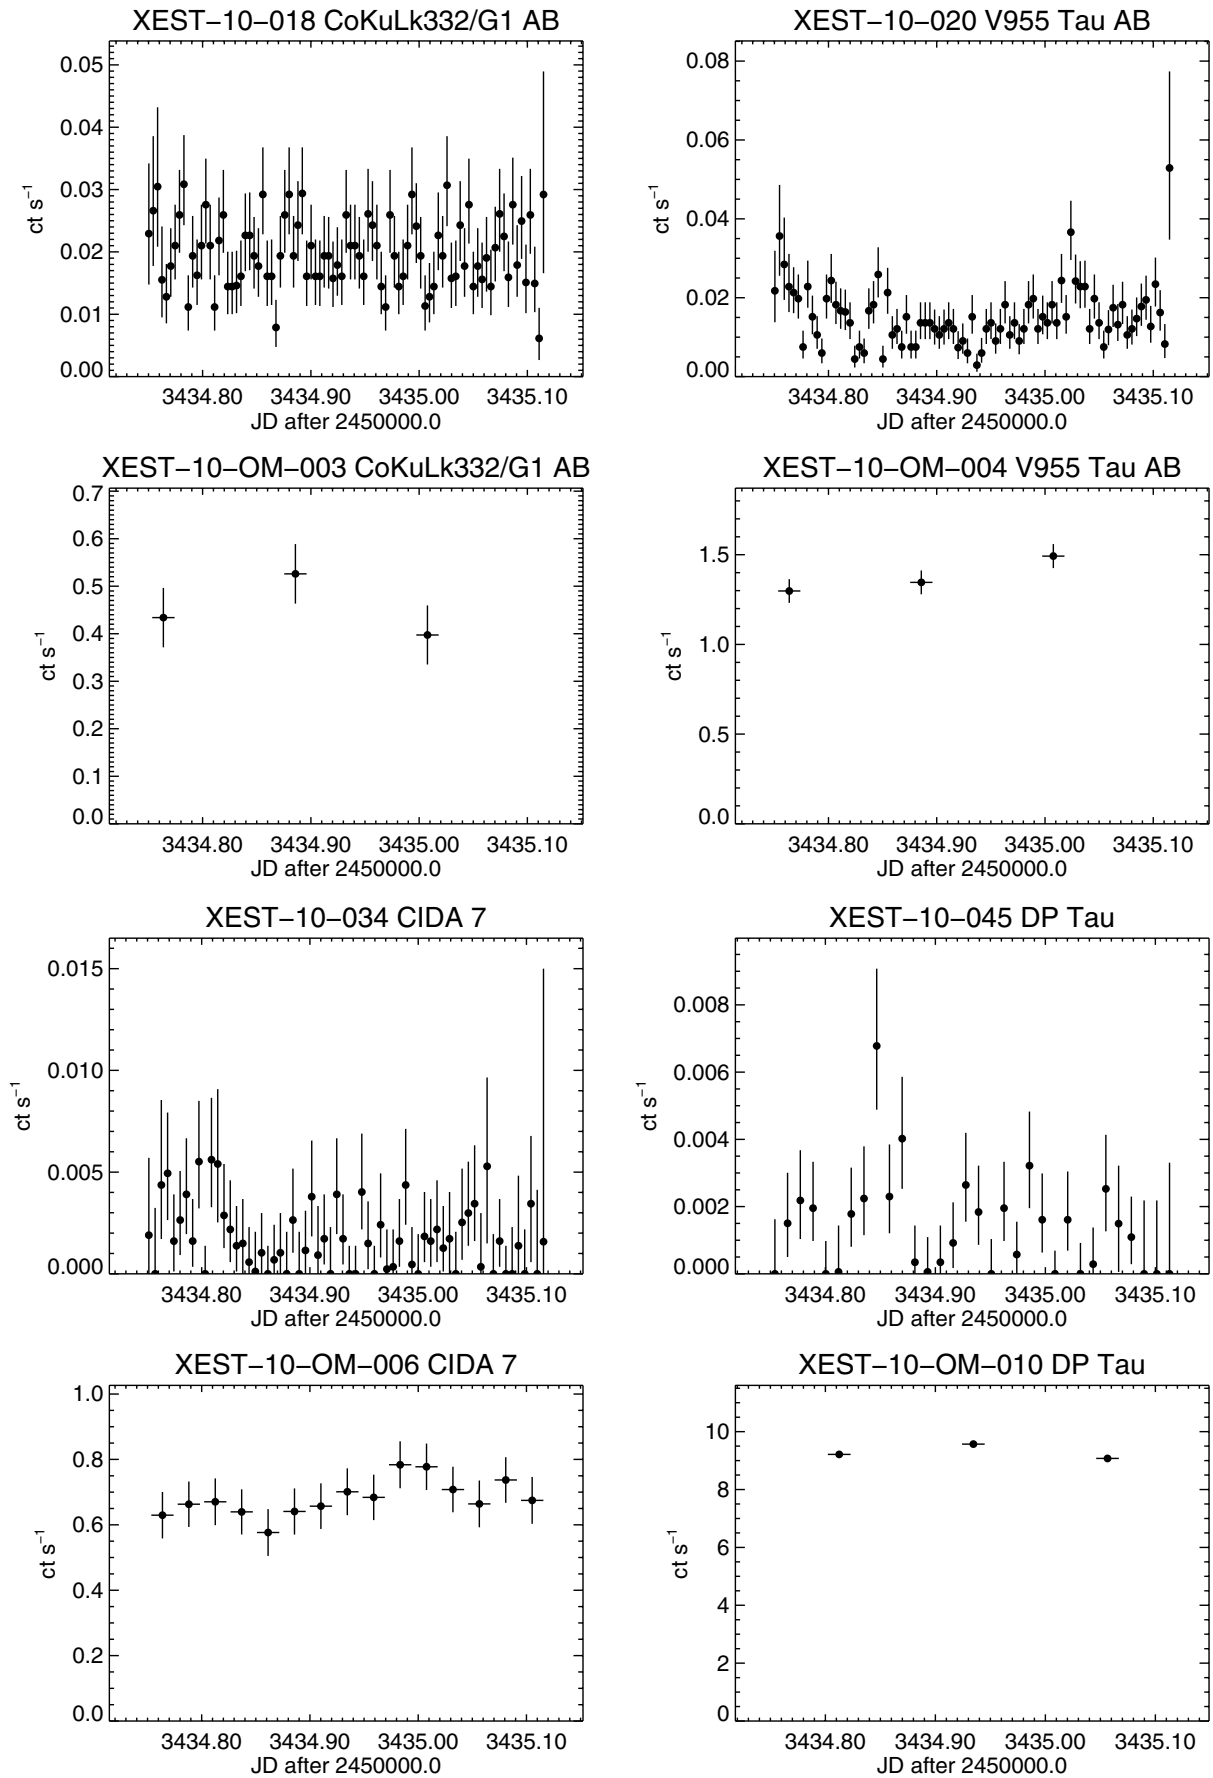 XEST−10−018 CoKuLk332/G1 AB
0.05
0.04
0.03
0.02
0.01
0.00
ct s−1
3434.80 3434.90 3435.00 3435.10
JD after 2450000.0
XEST−10−020 V955 Tau AB
0.08
0.06
0.04
0.02
0.00
ct s−1
3434.80 3434.90 3435.00 3435.10
JD after 2450000.0
XEST−10−OM−003 CoKuLk332/G1 AB
0.7
0.6
0.5
0.4
0.3
0.2
0.1
0.0
ct s−1
3434.80 3434.90 3435.00 3435.10
JD after 2450000.0
XEST−10−OM−004 V955 Tau AB
1.5
1.0
0.5
0.0
ct s−1
3434.80 3434.90 3435.00 3435.10
JD after 2450000.0
XEST−10−034 CIDA 7
0.015
0.010
0.005
0.000
ct s−1
3434.80 3434.90 3435.00 3435.10
JD after 2450000.0
XEST−10−045 DP Tau
0.008
0.006
0.004
0.002
0.000
ct s−1
3434.80 3434.90 3435.00 3435.10
JD after 2450000.0
XEST−10−OM−006 CIDA 7
1.0
0.8
0.6
0.4
0.2
0.0
ct s−1
3434.80 3434.90 3435.00 3435.10
JD after 2450000.0
XEST−10−OM−010 DP Tau
10
8
6
4
2
0
ct s−1
3434.80 3434.90 3435.00 3435.10
JD after 2450000.0